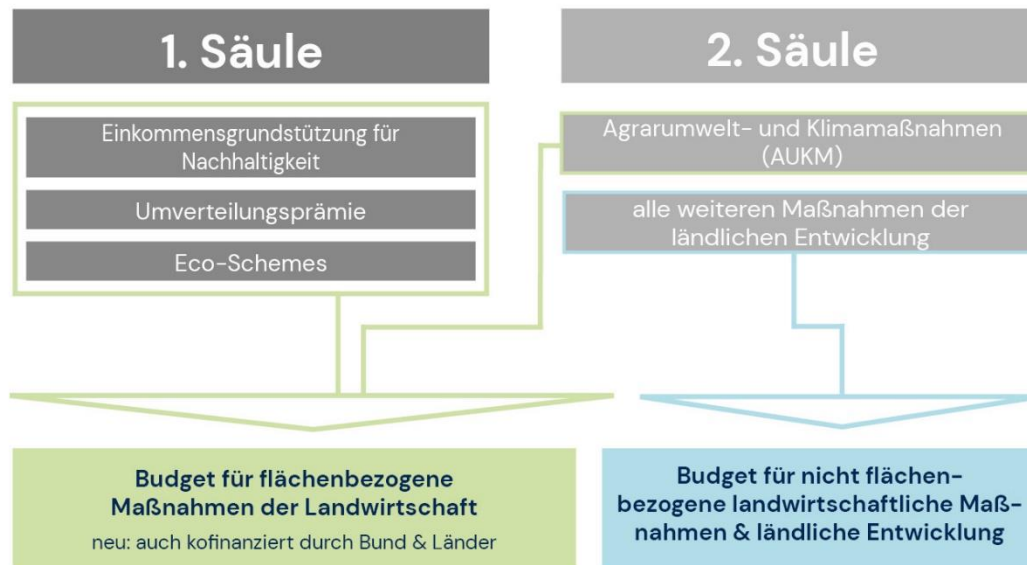 1. Säule
Einkommensgrundstützung für
Nachhaltigkeit
Umverteilungsprämie
Eco-Schemes
2. Säule
Agrarumwelt- und Klimamaßnahmen
(AUKM)
alle weiteren Maßnahmen der
ländlichen Entwicklung
Budget für flächenbezogene
Maßnahmen der Landwirtschaft
neu: auch kofinanziert durch Bund & Länder
Budget für nicht flächen-
bezogene landwirtschaftliche Maß-
nahmen & ländliche Entwicklung